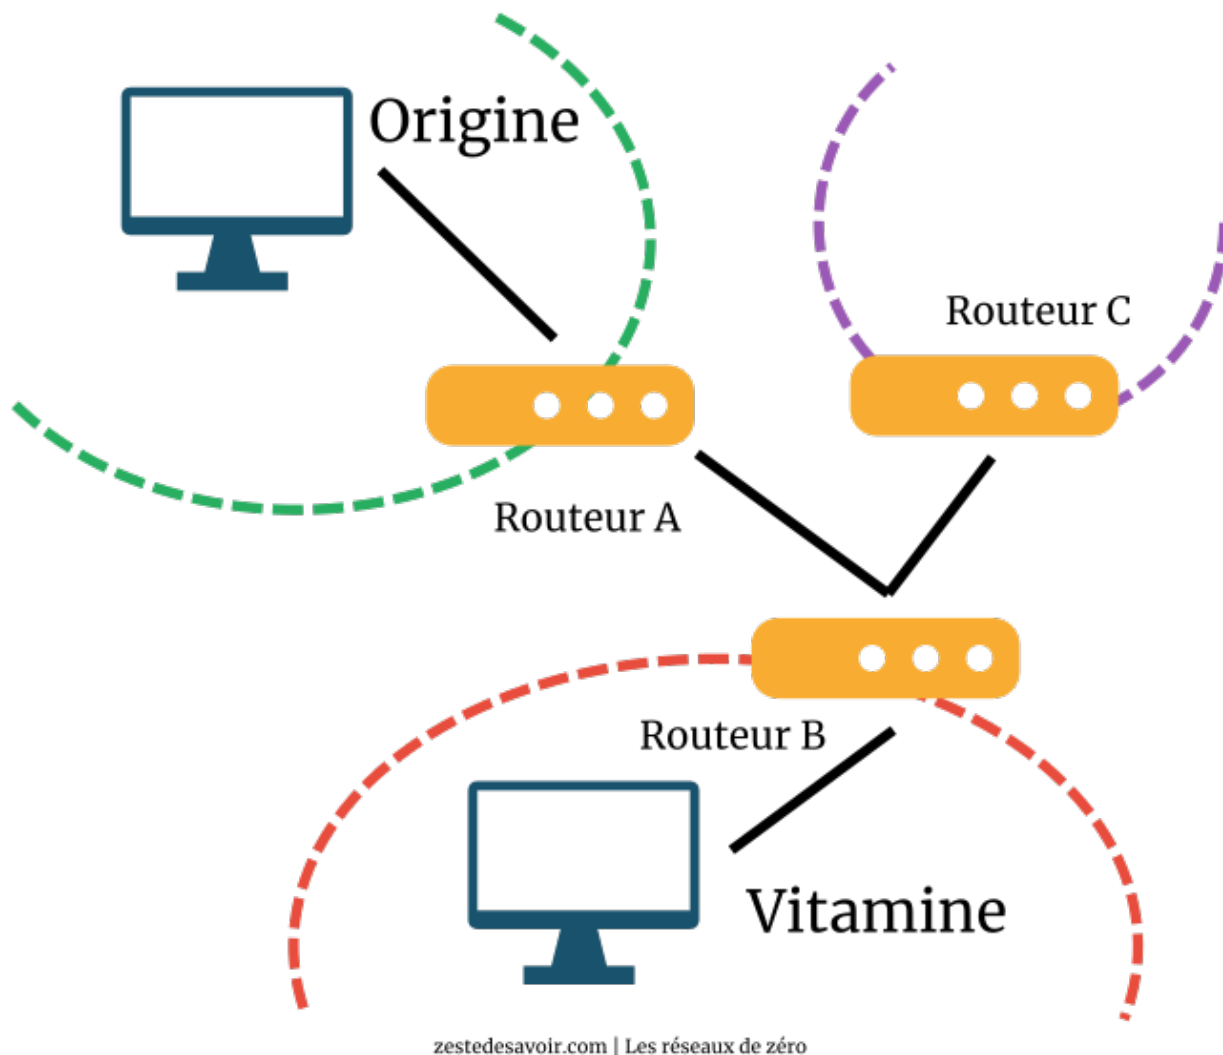 Origine
Routeur C
Routeur A
Routeur B
Vitamine
zestedesavoir.com | Les réseaux de zéro